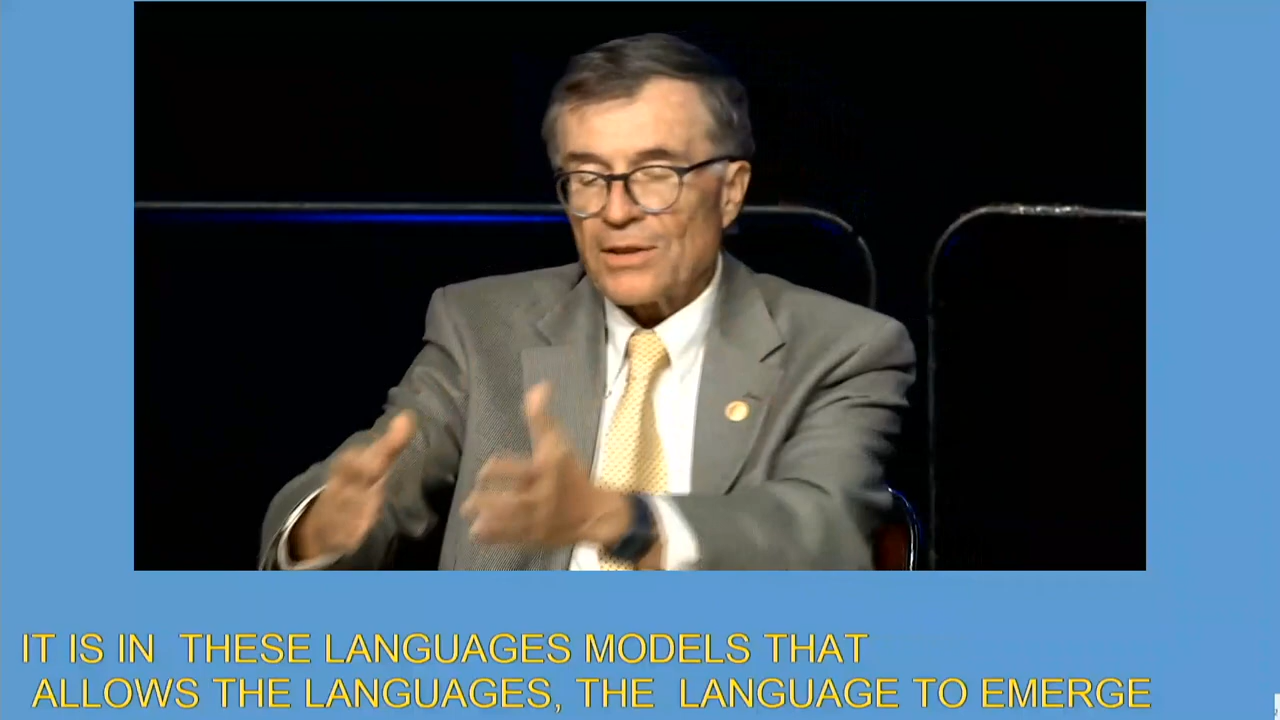 IT IS IN  THESE LANGUAGES MODELS THAT
ALLOWS THE LANGUAGES, THE  LANGUAGE TO EMERGE